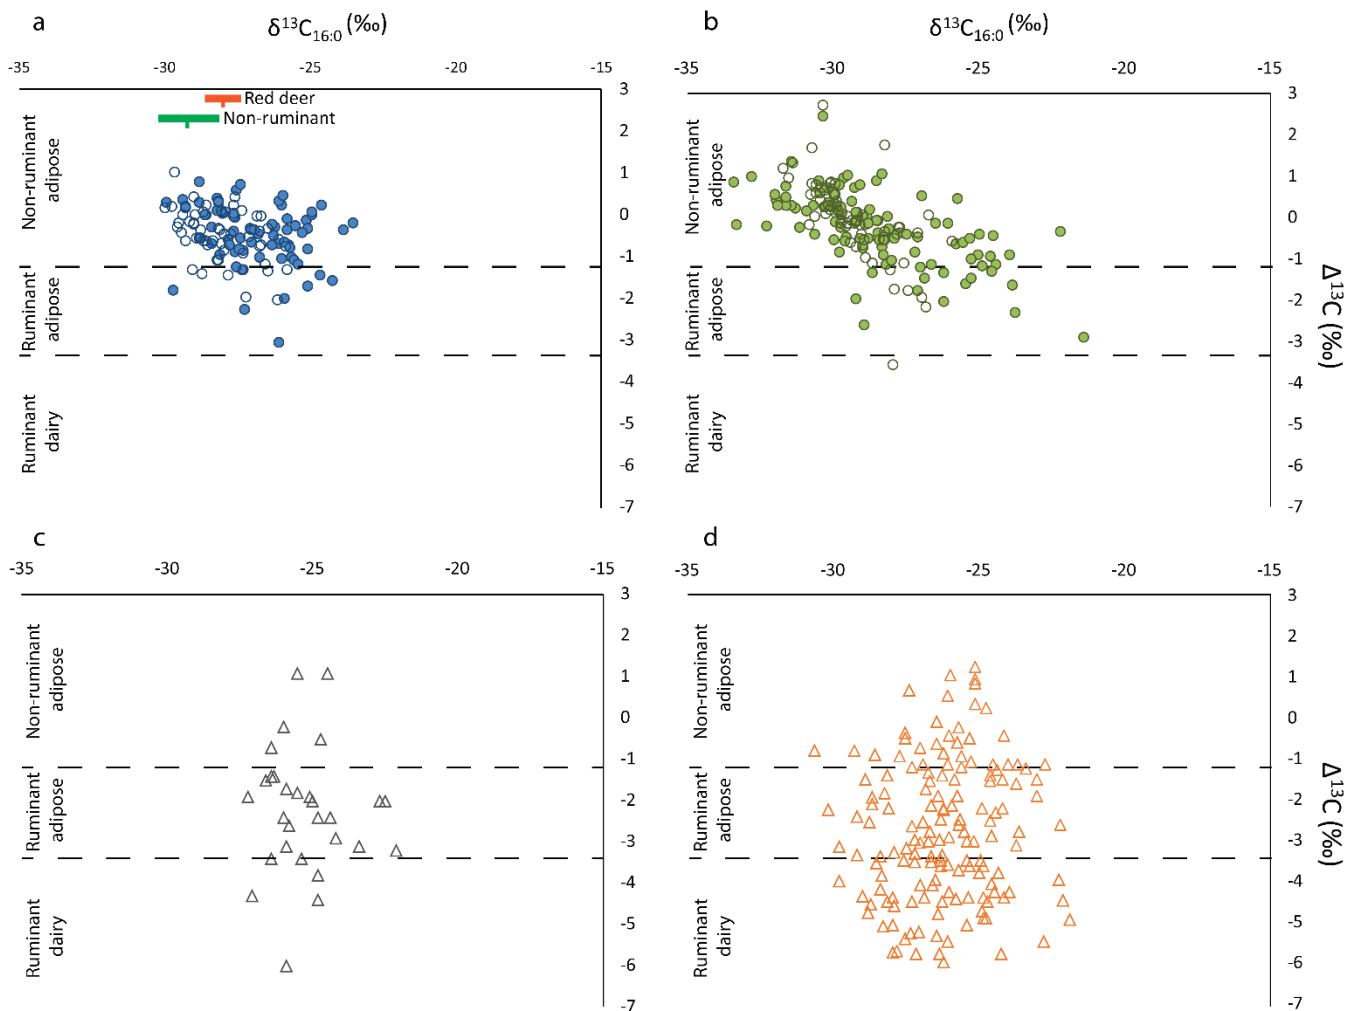 a
δ13C16:0 (‰)
-35 -30 -25 -20 -15
Red deer
Non-ruminant
3
2
1
0
-1
-2
-3
-4
-5
-6
-7
Non-ruminant
adipose
Ruminant
adipose
Ruminant
dairy
b
δ13C16:0 (‰)
-35 -30 -25 -20 -15
3
2
1
0
-1
-2
-3
-4
-5
-6
-7
Non-ruminant
adipose
Ruminant
adipose
Ruminant
dairy
Δ13C (‰)
c
-35 -30 -25 -20 -15
3
2
1
0
-1
-2
-3
-4
-5
-6
-7
Non-ruminant
adipose
Ruminant
adipose
Ruminant
dairy
d
-35 -30 -25 -20 -15
3
2
1
0
-1
-2
-3
-4
-5
-6
-7
Non-ruminant
adipose
Ruminant
adipose
Ruminant
dairy
Δ13C (‰)